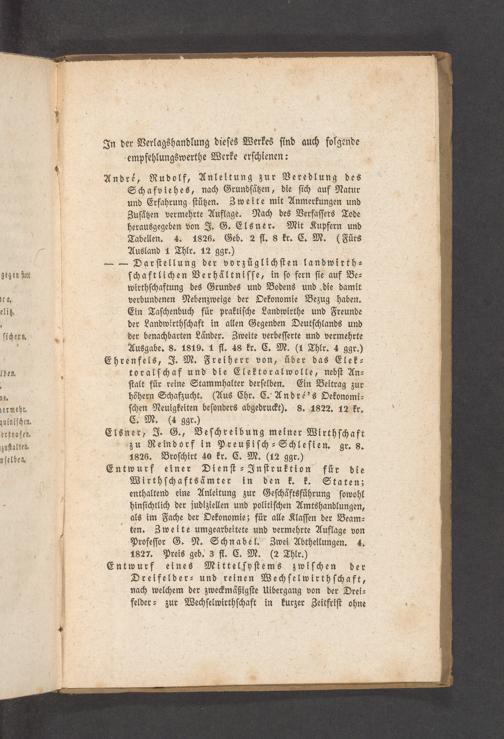 In der Verlagshandlung dieses Werkes sind auch folgende
empfehlungswerthe Werke erschienen:
André, Rudolf, Anleitung zur Veredlung des
Schafviehes, nach Grundsätzen, die sich auf Natur
und Erfahrung stützen. Zweite mit Anmerkungen und
Zusätzen vermehrte Auflage. Nach des Verfassers Tode
herausgegeben von J. G. Elsner. Mit Kupfern und
Tabellen. 4. 1826. Geb. 2 fl. 8 kr. C. M. (Fürs
Ausland 1 Thlr. 12 ggr.)
— — Darstellung der vorzüglichsten landwirth-
schaftlichen Verhältnisse, in so fern sie auf Be-
wirthschaftung des Grundes und Bodens und die damit
verbundenen Nebenzweige der Oekonomie Bezug haben.
Ein Taschenbuch für praktische Landwirthe und Freunde
der Landwirthschaft in allen Gegenden Deutschlands und
der benachbarten Länder. Zweite verbesserte und vermehrte
Ausgabe. 8. 1819. 1 fl. 48 kr. C. M. (1 Thlr. 4 ggr.)
Ehrenfels, J. M. Freiherr von, über das Elek-
toralschaf und die Elektoralwolle, nebst An-
stalt für reine Stammhalter derselben. Ein Beitrag zur
höhern Schafzucht. (Aus Chr. C. André's Oekonomi-
schen Neuigkeiten besonders abgedruckt). 8. 1822. 12 kr.
C. M. (4 ggr.)
Elsner, J. G., Beschreibung meiner Wirthschaft
zu Reindorf in Preußisch-Schlesien. gr. 8.
1826. Broschirt 40 kr. C. M. (12 ggr.)
Entwurf einer Dienst-Instruktion für die
Wirthschaftsämter in den k. k. Staten;
enthaltend eine Anleitung zur Geschäftsführung sowohl
hinsichtlich der judiziellen und politischen Amtshandlungen,
als im Fache der Oekonomie; für alle Klassen der Beam-
ten. Zweite umgearbeitete und vermehrte Auflage von
Professor G. N. Schnabel. Zwei Abtheilungen. 4.
1827. Preis geb. 3 fl. C. M. (2 Thlr.)
Entwurf eines Mittelsystems zwischen der
Dreifelder- und reinen Wechselwirthschaft,
nach welchem der zweckmäßigste Uibergang von der Drei-
felder- zur Wechselwirthschaft in kurzer Zeitfrist ohne